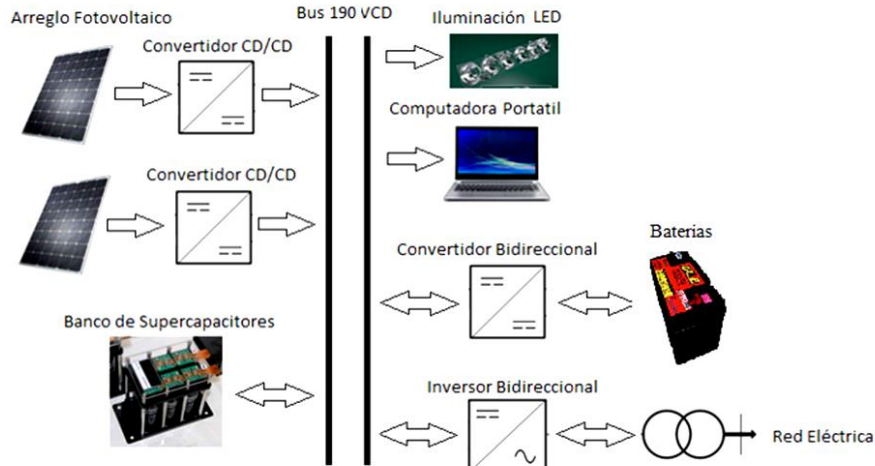 Arreglo Fotovoltaico
Bus 190 VCD
Iluminación LED
Convertidor CD/CD
Computadora Portatil
Convertidor CD/CD
Convertidor Bidireccional
Baterias
Banco de Supercapacitores
Inversor Bidireccional
Red Eléctrica